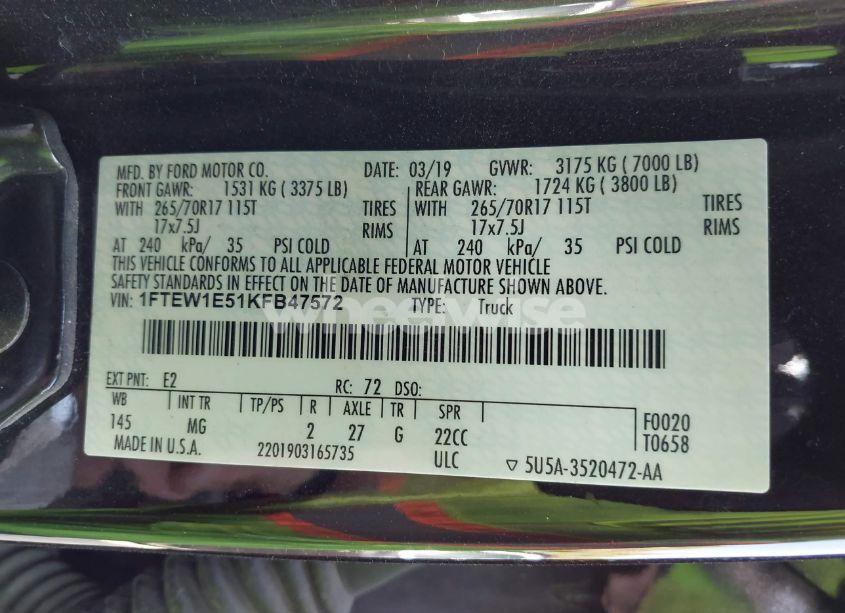 MFD. BY FORD MOTOR CO. DATE: 03/19 GVWR: 3175 KG ( 7000 LB)
FRONT GAWR: 1531 KG ( 3375 LB) REAR GAWR: 1724 KG ( 3800 LB)
WITH 265/70R17 115T TIRES WITH 265/70R17 115T TIRES
17x7.5J RIMS 17x7.5J RIMS
AT 240 kPa/ 35 PSI COLD AT 240 kPa/ 35 PSI COLD
THIS VEHICLE CONFORMS TO ALL APPLICABLE FEDERAL MOTOR VEHICLE
SAFETY STANDARDS IN EFFECT ON THE DATE OF MANUFACTURE SHOWN ABOVE.
VIN: 1FTEW1E51KFB47572 TYPE: Truck
wheelwise
EXT PNT: E2 RC: 72 DSO:
WB INT TR TP/PS R AXLE TR SPR
145 MG 2 27 G 22CC F0020
MADE IN U.S.A. 2201903165735 ULC T0658
▽ 5U5A-3520472-AA